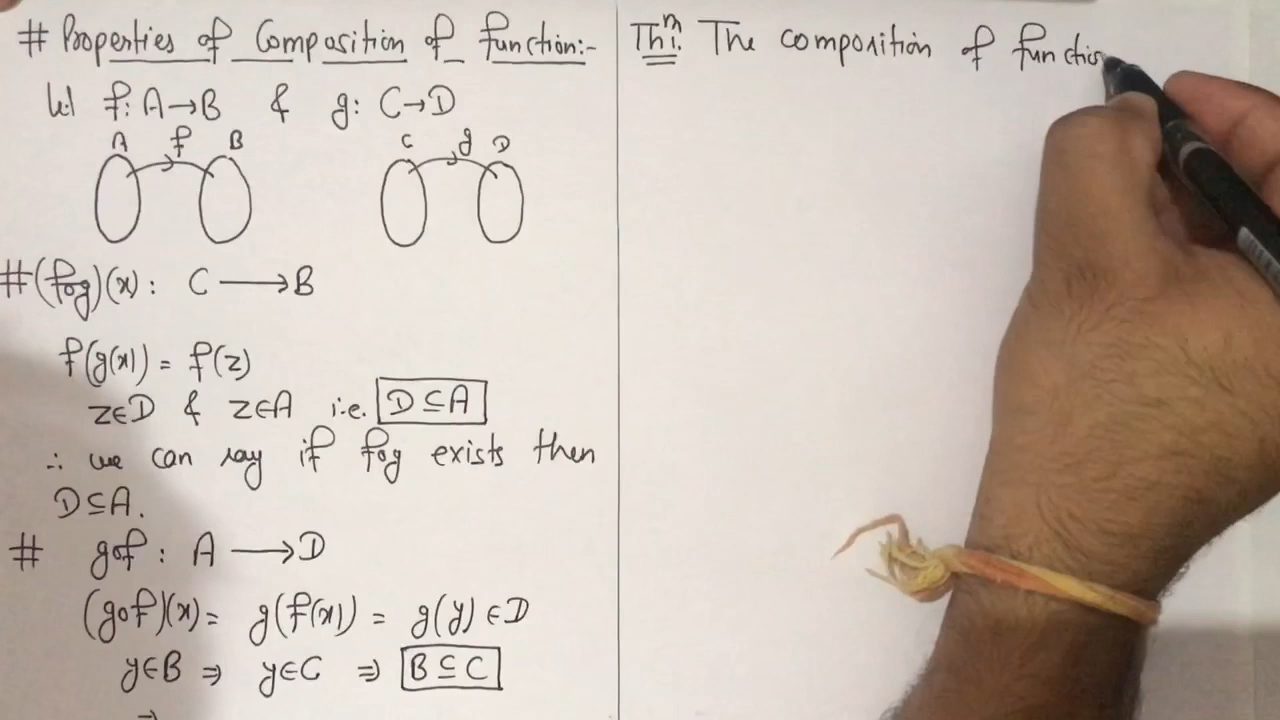 # Properties of Composition of function:-
let f: A→B & g: C→D
A f B C g D
#(fog)(x): C ⟶ B
f(g(x)) = f(z)
z∈D & z∈A i.e. D⊆A
∴ we can say if fog exists then
D⊆A.
# gof : A ⟶ D
(gof)(x) = g(f(x)) = g(y) ∈D
y∈B ⇒ y∈C ⇒ B⊆C
⇒
Thm1. The composition of functio